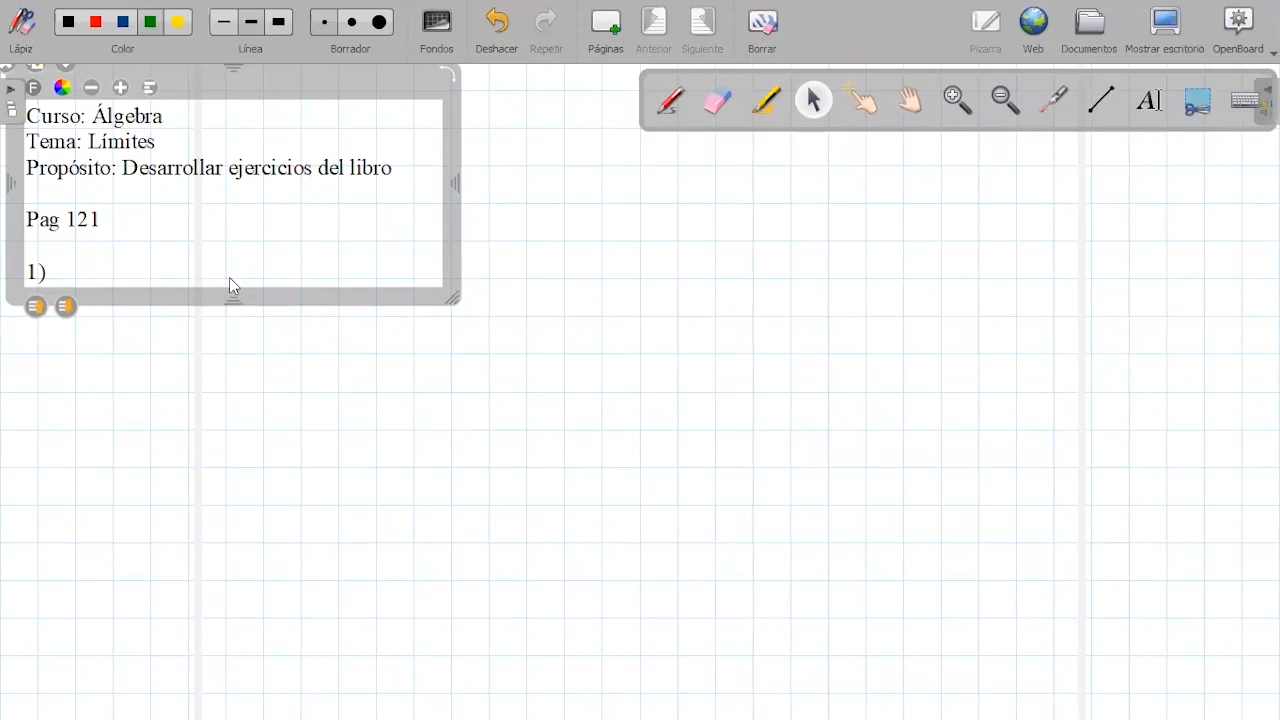 Lápiz
Color
Línea
Borrador
Fondos
Deshacer
Repetir
Páginas
Anterior
Siguiente
Borrar
Pizarra
Web
Documentos
Mostrar escritorio
OpenBoard
F
AI
Curso: Álgebra
Tema: Límites
Propósito: Desarrollar ejercicios del libro
Pag 121
1)